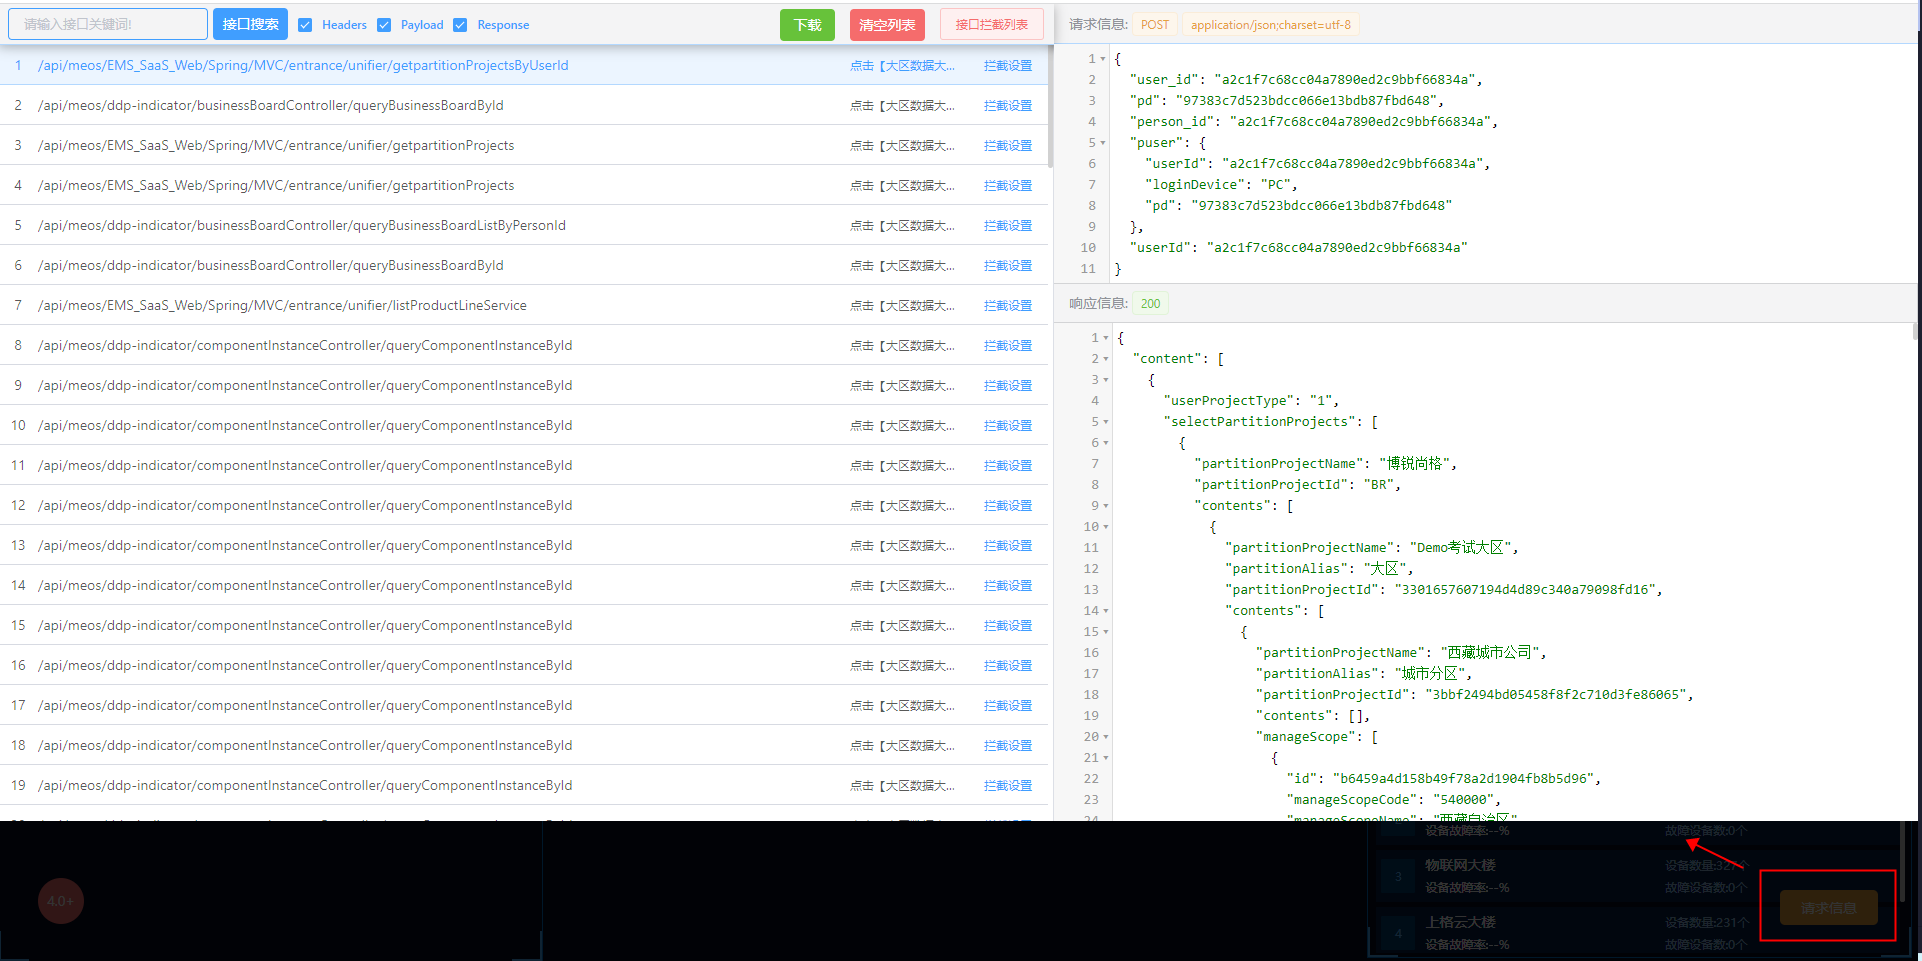 请输入接口关键词!
接口搜索
Headers
Payload
Response
下载
清空列表
接口拦截列表
1 /api/meos/EMS_SaaS_Web/Spring/MVC/entrance/unifier/getpartitionProjectsByUserId 点击【大区数据大... 拦截设置
2 /api/meos/ddp-indicator/businessBoardController/queryBusinessBoardById 点击【大区数据大... 拦截设置
3 /api/meos/EMS_SaaS_Web/Spring/MVC/entrance/unifier/getpartitionProjects 点击【大区数据大... 拦截设置
4 /api/meos/EMS_SaaS_Web/Spring/MVC/entrance/unifier/getpartitionProjects 点击【大区数据大... 拦截设置
5 /api/meos/ddp-indicator/businessBoardController/queryBusinessBoardListByPersonId 点击【大区数据大... 拦截设置
6 /api/meos/ddp-indicator/businessBoardController/queryBusinessBoardById 点击【大区数据大... 拦截设置
7 /api/meos/EMS_SaaS_Web/Spring/MVC/entrance/unifier/listProductLineService 点击【大区数据大... 拦截设置
8 /api/meos/ddp-indicator/componentInstanceController/queryComponentInstanceById 点击【大区数据大... 拦截设置
9 /api/meos/ddp-indicator/componentInstanceController/queryComponentInstanceById 点击【大区数据大... 拦截设置
10 /api/meos/ddp-indicator/componentInstanceController/queryComponentInstanceById 点击【大区数据大... 拦截设置
11 /api/meos/ddp-indicator/componentInstanceController/queryComponentInstanceById 点击【大区数据大... 拦截设置
12 /api/meos/ddp-indicator/componentInstanceController/queryComponentInstanceById 点击【大区数据大... 拦截设置
13 /api/meos/ddp-indicator/componentInstanceController/queryComponentInstanceById 点击【大区数据大... 拦截设置
14 /api/meos/ddp-indicator/componentInstanceController/queryComponentInstanceById 点击【大区数据大... 拦截设置
15 /api/meos/ddp-indicator/componentInstanceController/queryComponentInstanceById 点击【大区数据大... 拦截设置
16 /api/meos/ddp-indicator/componentInstanceController/queryComponentInstanceById 点击【大区数据大... 拦截设置
17 /api/meos/ddp-indicator/componentInstanceController/queryComponentInstanceById 点击【大区数据大... 拦截设置
18 /api/meos/ddp-indicator/componentInstanceController/queryComponentInstanceById 点击【大区数据大... 拦截设置
19 /api/meos/ddp-indicator/componentInstanceController/queryComponentInstanceById 点击【大区数据大... 拦截设置
请求信息: POST application/json;charset=utf-8
1 {
2 "user_id": "a2c1f7c68cc04a7890ed2c9bbf66834a",
3 "pd": "97383c7d523bdcc066e13bdb87fbd648",
4 "person_id": "a2c1f7c68cc04a7890ed2c9bbf66834a",
5 "puser": {
6 "userId": "a2c1f7c68cc04a7890ed2c9bbf66834a",
7 "loginDevice": "PC",
8 "pd": "97383c7d523bdcc066e13bdb87fbd648"
9 },
10 "userId": "a2c1f7c68cc04a7890ed2c9bbf66834a"
11 }
响应信息: 200
1 {
2 "content": [
3 {
4 "userProjectType": "1",
5 "selectPartitionProjects": [
6 {
7 "partitionProjectName": "博锐尚格",
8 "partitionProjectId": "BR",
9 "contents": [
10 {
11 "partitionProjectName": "Demo考试大区",
12 "partitionAlias": "大区",
13 "partitionProjectId": "3301657607194d4d89c340a79098fd16",
14 "contents": [
15 {
16 "partitionProjectName": "西藏城市公司",
17 "partitionAlias": "城市分区",
18 "partitionProjectId": "3bbf2494bd05458f8f2c710d3fe86065",
19 "contents": [],
20 "manageScope": [
21 {
22 "id": "b6459a4d158b49f78a2d1904fb8b5d96",
23 "manageScopeCode": "540000",
24 "manageScopeName": "西藏自治区"
设备故障率:--% 故障设备数:0个
3 物联网大楼 设备数量:327个
设备故障率:--% 故障设备数:0个
4 上格云大楼 设备数量:231个
设备故障率:--% 故障设备数:0个
请求信息
4.0+